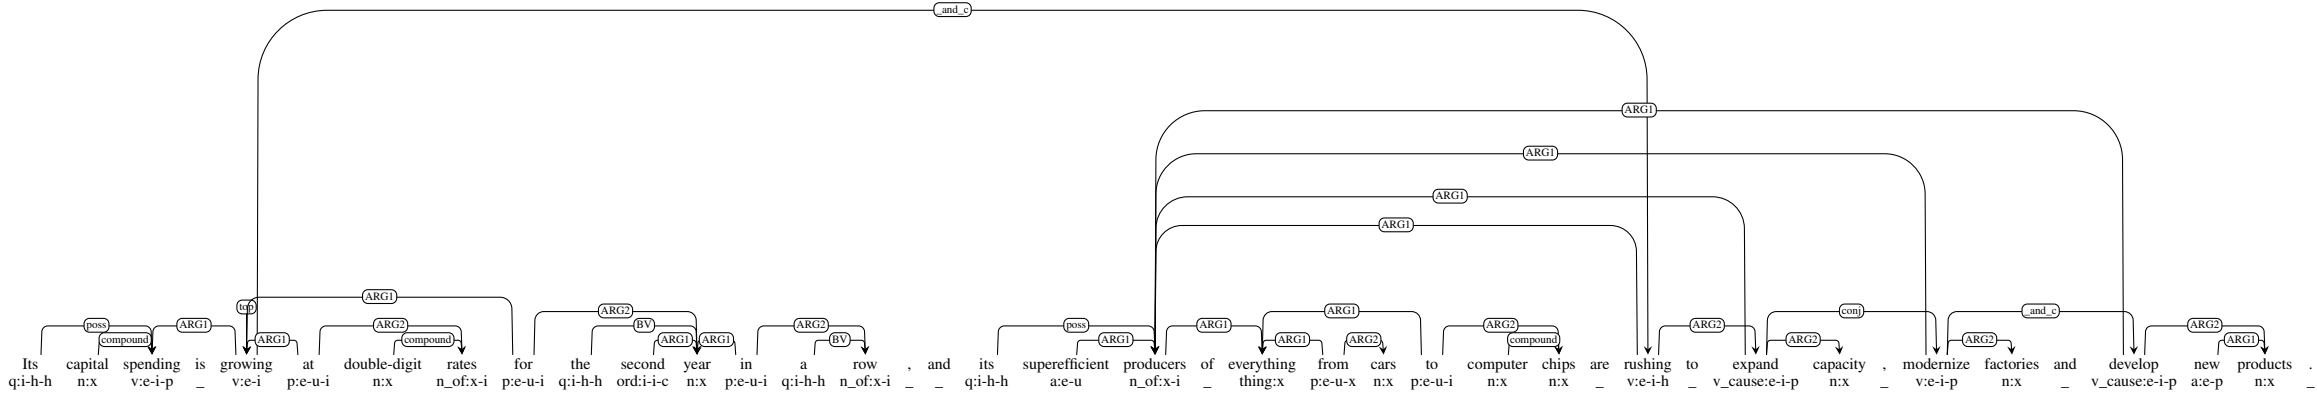 _and_c
ARG1
ARG1
ARG1
ARG1
top ARG1 ARG2 ARG1 conj _and_c
poss ARG1 ARG2 BV ARG2 poss ARG1 ARG2 ARG2 ARG2
compound ARG1 compound ARG1 ARG1 BV ARG1 ARG1 ARG2 compound ARG2 ARG2 ARG1
Its capital spending is growing at double-digit rates for the second year in a row , and its superefficient producers of everything from cars to computer chips are rushing to expand capacity , modernize factories and develop new products .
q:i-h-h n:x v:e-i-p _ v:e-i p:e-u-i n:x n_of:x-i p:e-u-i q:i-h-h ord:i-i-c n:x p:e-u-i q:i-h-h n_of:x-i _ _ q:i-h-h a:e-u n_of:x-i _ thing:x p:e-u-x n:x p:e-u-i n:x n:x _ v:e-i-h _ v_cause:e-i-p n:x _ v:e-i-p n:x _ v_cause:e-i-p a:e-p n:x _